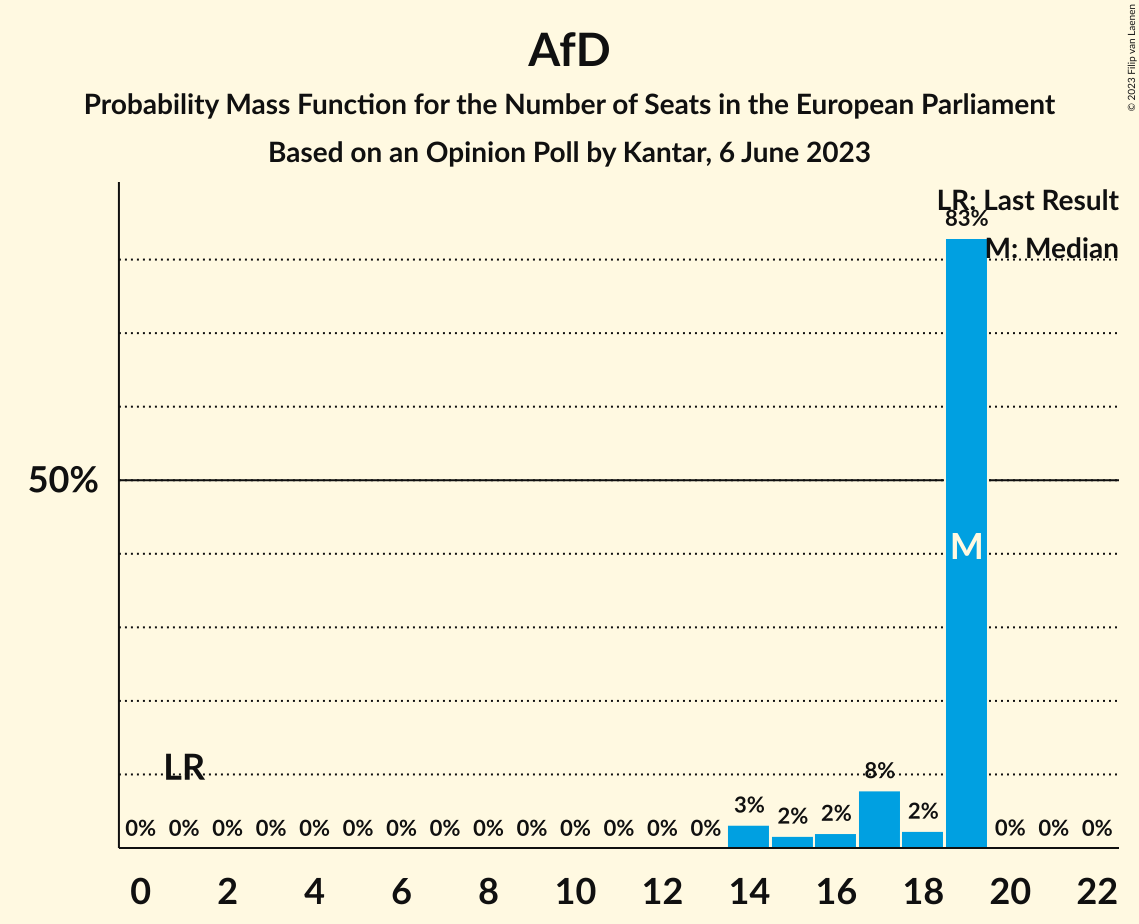 AfD
Probability Mass Function for the Number of Seats in the European Parliament
Based on an Opinion Poll by Kantar, 6 June 2023
© 2023 Filip van Laenen
LR: Last Result
83%
M: Median
50%
M
LR
8%
3%
2%
2%
2%
0% 0% 0% 0% 0% 0% 0% 0% 0% 0% 0% 0% 0% 0% 0% 0% 0%
0 2 4 6 8 10 12 14 16 18 20 22